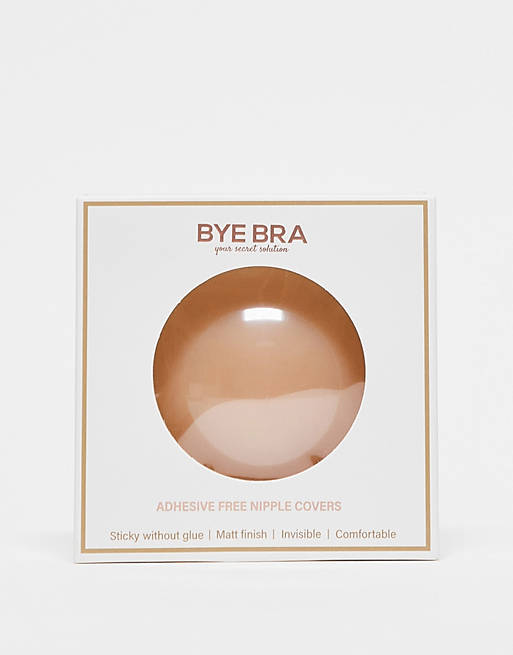 BYE BRA
your secret solution
ADHESIVE FREE NIPPLE COVERS
Sticky without glue | Matt finish | Invisible | Comfortable